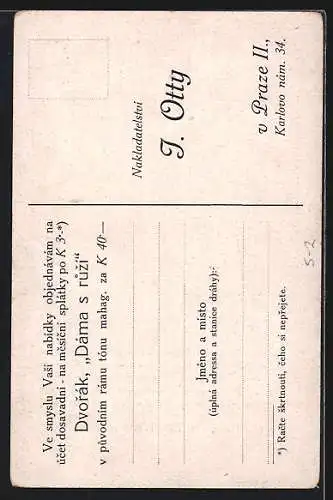 Ve smyslu Vaší nabídky objednávám na
účet dosavadní - na měsíční splátky po K 3·-*)
Dvořák, „Dáma s růží"
v původním rámu tónu mahag. za K 40·—
Jméno a místo
(úplná adressa a stanice dráhy):
*) Račte škrtnouti, čeho si nepřejete.
Nakladatelství
J. Otty
v Praze II.,
Karlovo nám. 34.
5-2